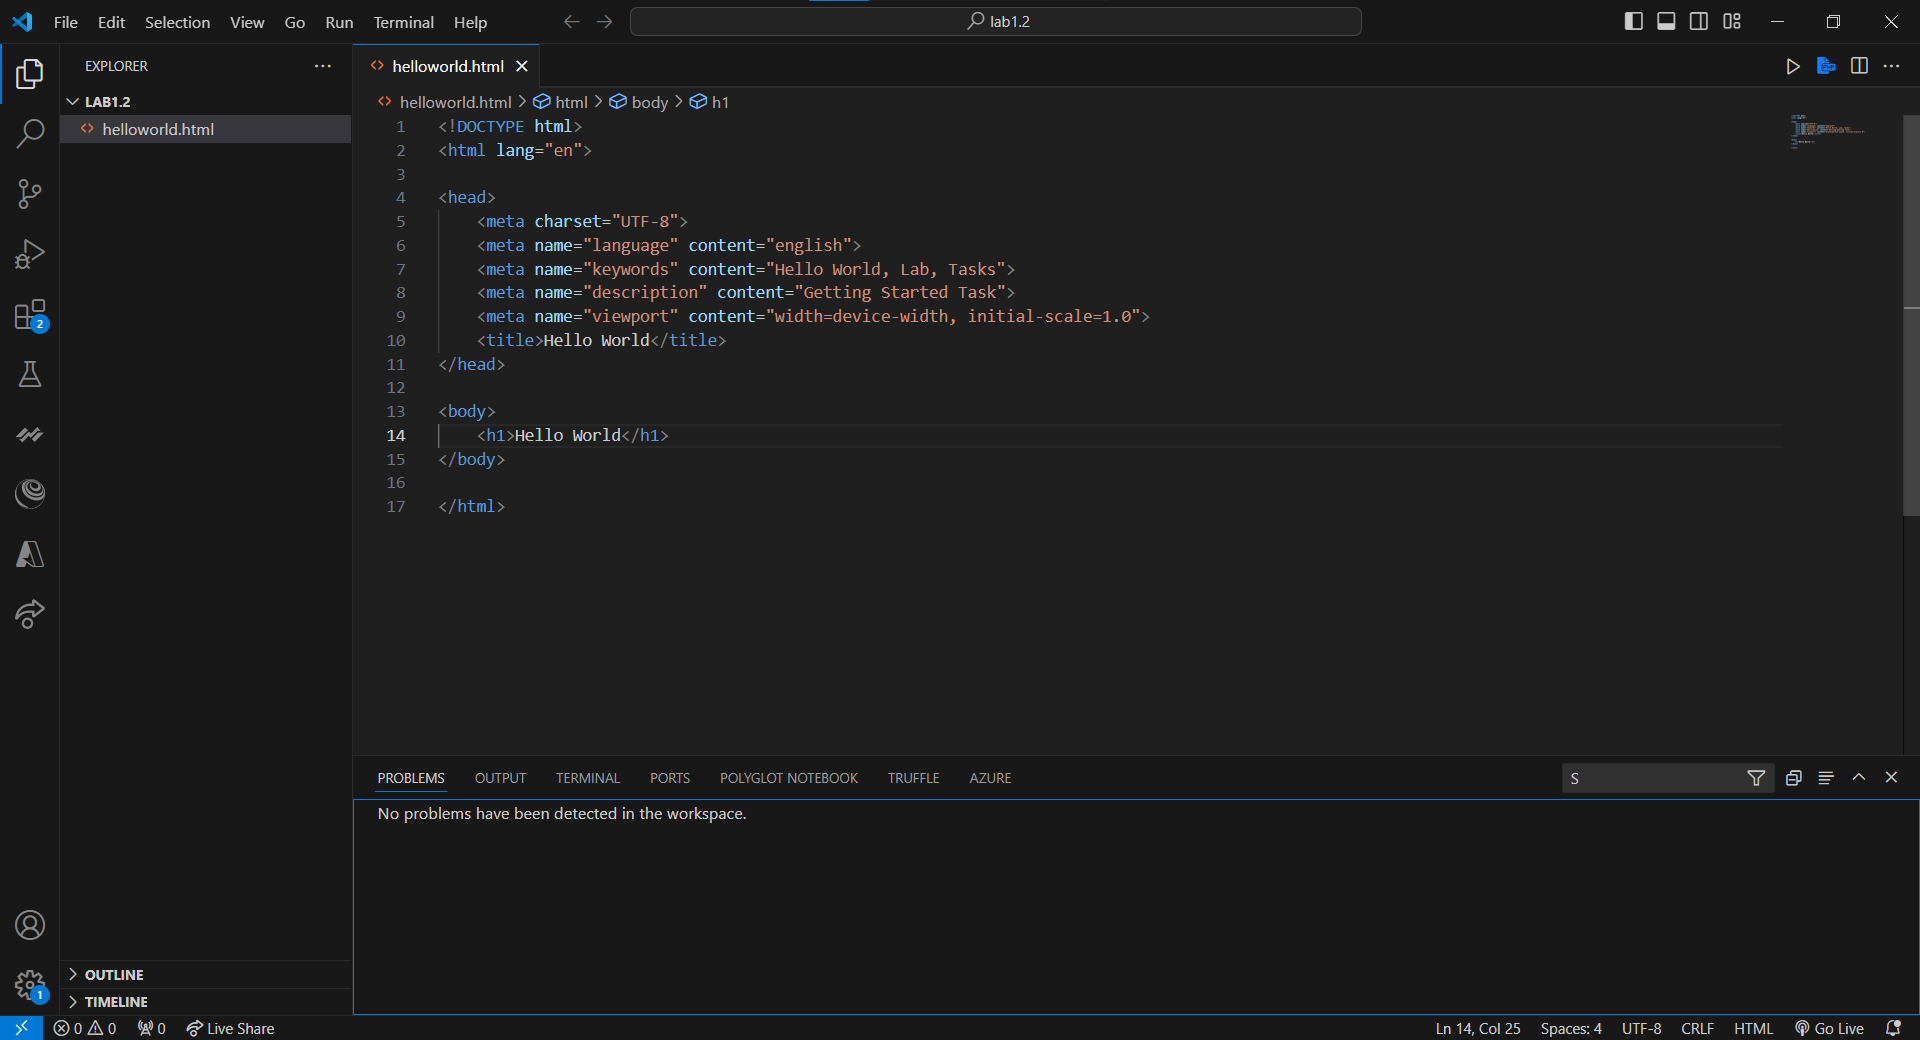 File Edit Selection View Go Run Terminal Help
lab1.2
EXPLORER
LAB1.2
helloworld.html
2
1
OUTLINE
TIMELINE
helloworld.html
helloworld.html > html > body > h1
1 <!DOCTYPE html>
2 <html lang="en">
3
4 <head>
5 <meta charset="UTF-8">
6 <meta name="language" content="english">
7 <meta name="keywords" content="Hello World, Lab, Tasks">
8 <meta name="description" content="Getting Started Task">
9 <meta name="viewport" content="width=device-width, initial-scale=1.0">
10 <title>Hello World</title>
11 </head>
12
13 <body>
14 <h1>Hello World</h1>
15 </body>
16
17 </html>
PROBLEMS OUTPUT TERMINAL PORTS POLYGLOT NOTEBOOK TRUFFLE AZURE
S
No problems have been detected in the workspace.
0 0 0 Live Share
Ln 14, Col 25 Spaces: 4 UTF-8 CRLF HTML Go Live